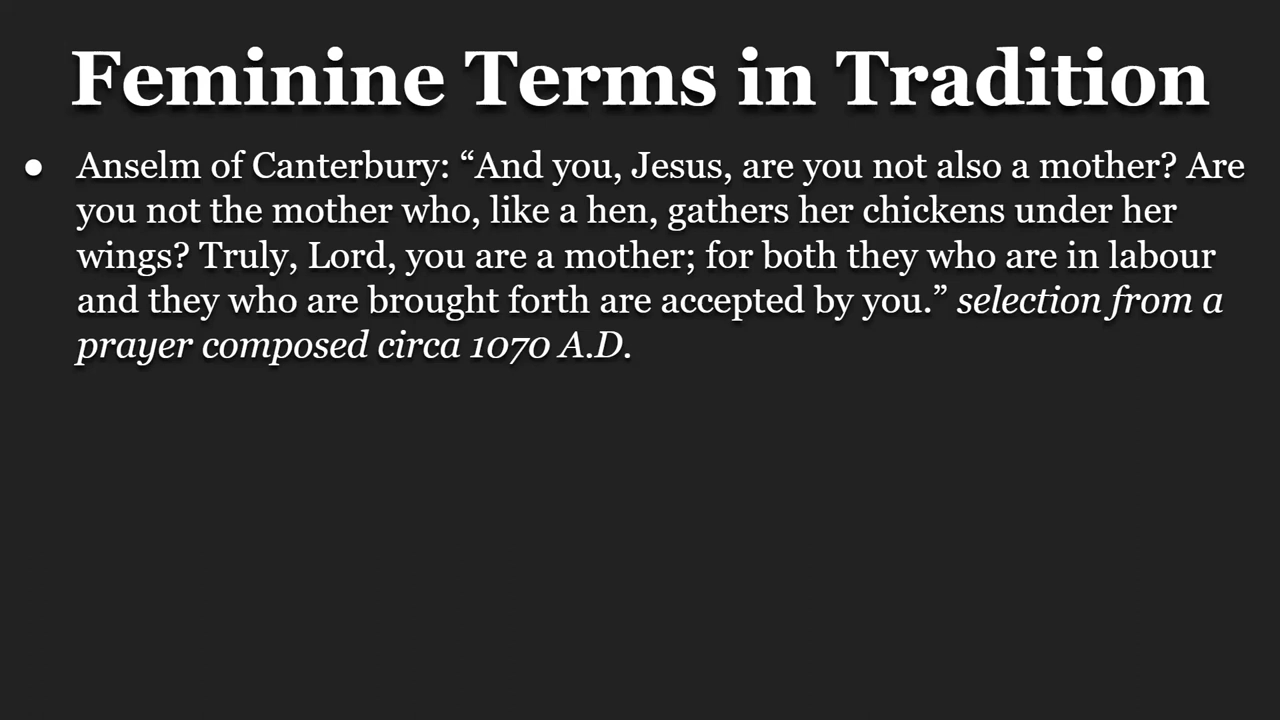 Feminine Terms in Tradition
● Anselm of Canterbury: “And you, Jesus, are you not also a mother? Are
you not the mother who, like a hen, gathers her chickens under her
wings? Truly, Lord, you are a mother; for both they who are in labour
and they who are brought forth are accepted by you.” selection from a
prayer composed circa 1070 A.D.